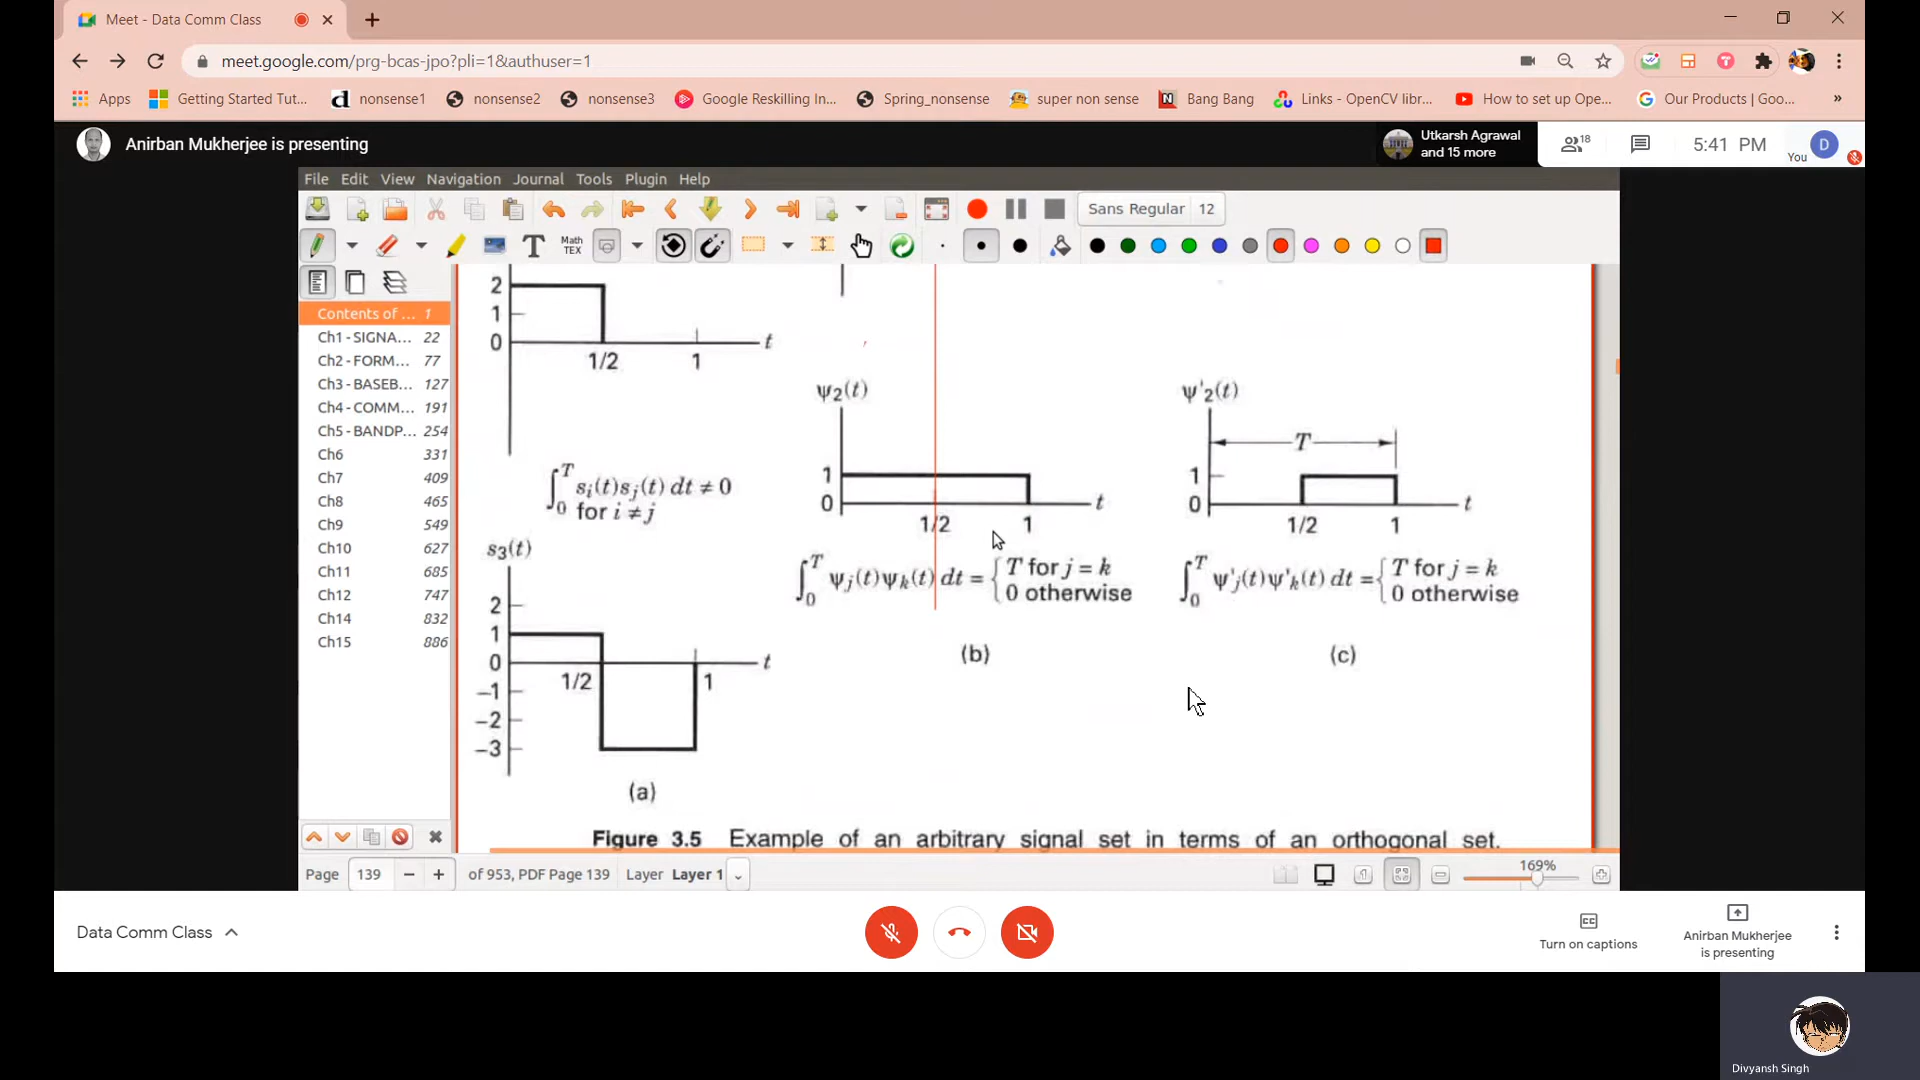 Meet - Data Comm Class
meet.google.com/prg-bcas-jpo?pli=1&authuser=1
Apps Getting Started Tut... nonsense1 nonsense2 nonsense3 Google Reskilling In... Spring_nonsense super non sense Bang Bang Links - OpenCV libr... How to set up Ope... Our Products | Goo... »
Anirban Mukherjee is presenting
Utkarsh Agrawal
and 15 more
18
5:41 PM
You
D
File Edit View Navigation Journal Tools Plugin Help
Sans Regular 12
T
Math
TEX
Contents of ... 1
Ch1 - SIGNA... 22
Ch2 - FORM... 77
Ch3 - BASEB... 127
Ch4 - COMM... 191
Ch5 - BANDP... 254
Ch6 331
Ch7 409
Ch8 465
Ch9 549
Ch10 627
Ch11 685
Ch12 747
Ch14 832
Ch15 886
2
1
0
1/2 1 t
∫₀ᵀ sᵢ(t)sⱼ(t) dt ≠ 0
for i ≠ j
s₃(t)
2
1
0
-1
-2
-3
1/2 1 t
(a)
ψ₂(t)
1
0
1/2 1 t
∫₀ᵀ ψⱼ(t)ψₖ(t) dt = { T for j = k
0 otherwise
(b)
ψ'₂(t)
T
1
0
1/2 1 t
∫₀ᵀ ψ'ⱼ(t)ψ'ₖ(t) dt = { T for j = k
0 otherwise
(c)
Figure 3.5 Example of an arbitrary signal set in terms of an orthogonal set.
Page 139 − + of 953, PDF Page 139 Layer Layer 1
169%
Data Comm Class
CC
Turn on captions
Anirban Mukherjee
is presenting
Divyansh Singh